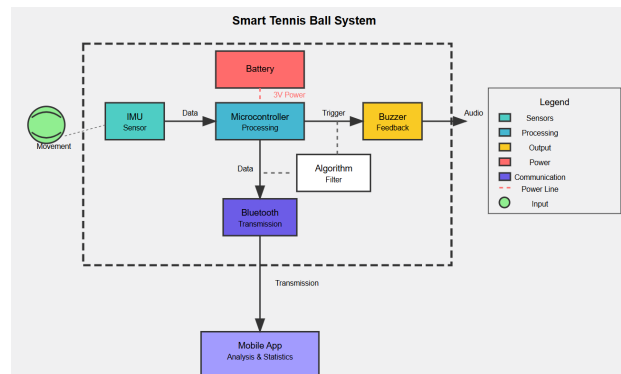 Smart Tennis Ball System
Battery
3V Power
IMU
Sensor
Data
Microcontroller
Processing
Trigger
Buzzer
Feedback
Audio
Movement
Data
Algorithm
Filter
Bluetooth
Transmission
Transmission
Mobile App
Analysis & Statistics
Legend
Sensors
Processing
Output
Power
Communication
Power Line
Input